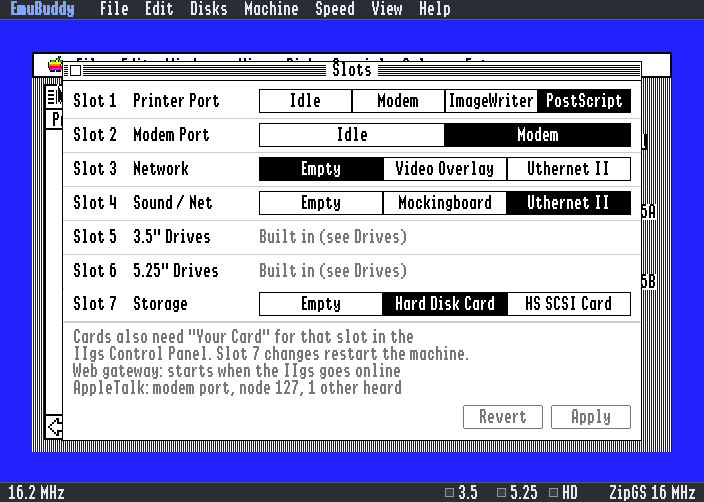 EmuBuddy File Edit Disks Machine Speed View Help
Slots
Slot 1 Printer Port Idle Modem ImageWriter PostScript
Slot 2 Modem Port Idle Modem
Slot 3 Network Empty Video Overlay Uthernet II
Slot 4 Sound / Net Empty Mockingboard Uthernet II
5A
Slot 5 3.5" Drives Built in (see Drives)
Slot 6 5.25" Drives Built in (see Drives)
5B
Slot 7 Storage Empty Hard Disk Card HS SCSI Card
Cards also need "Your Card" for that slot in the
IIgs Control Panel. Slot 7 changes restart the machine.
Web gateway: starts when the IIgs goes online
AppleTalk: modem port, node 127, 1 other heard
Revert Apply
16.2 MHz 3.5 5.25 HD ZipGS 16 MHz